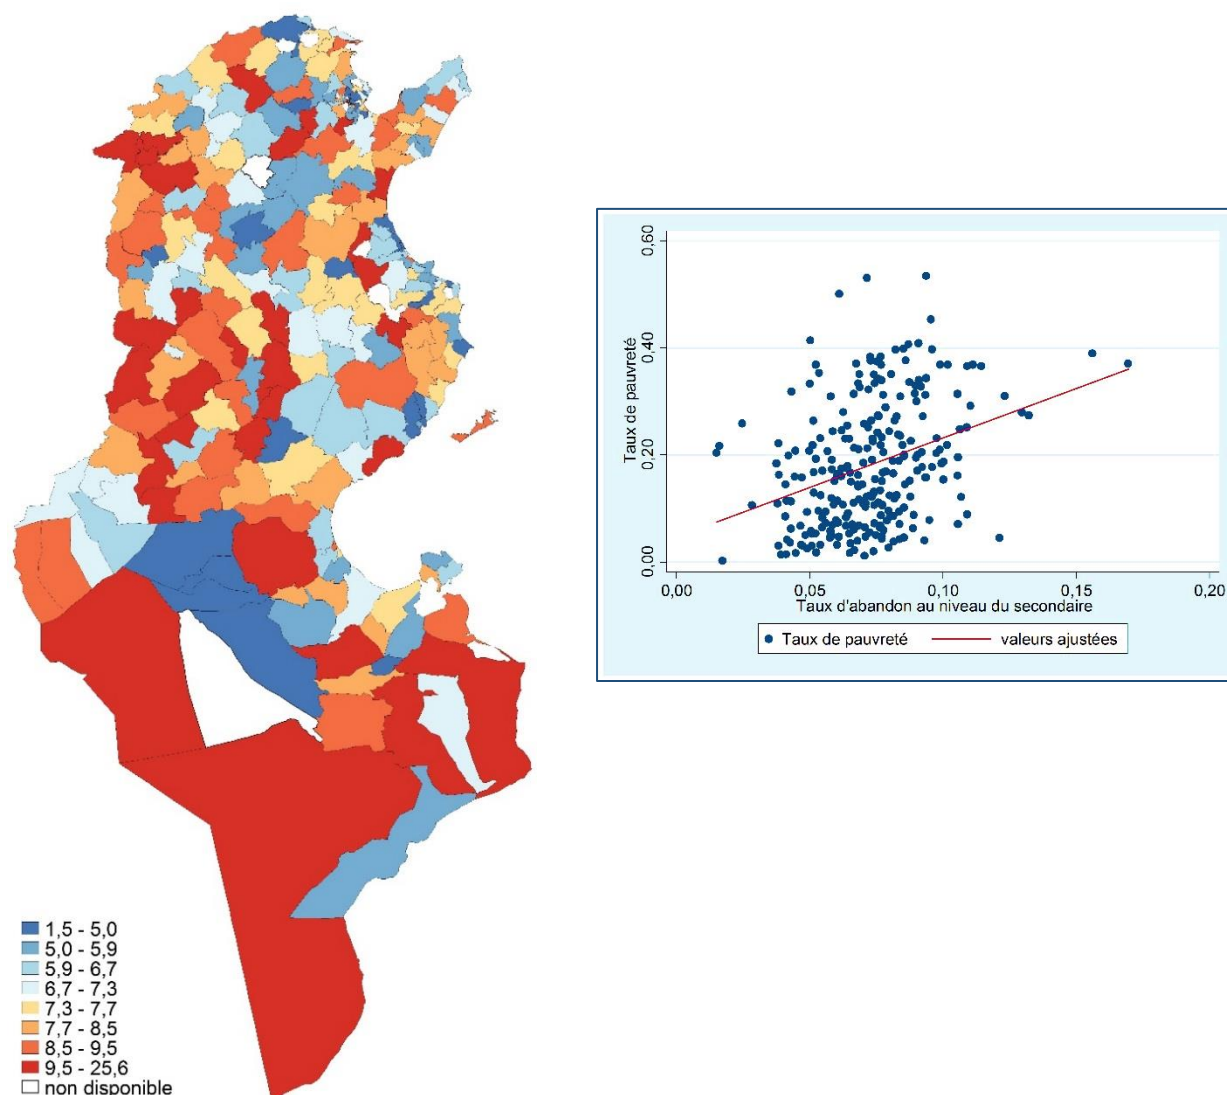 1,5 - 5,0
5,0 - 5,9
5,9 - 6,7
6,7 - 7,3
7,3 - 7,7
7,7 - 8,5
8,5 - 9,5
9,5 - 25,6
non disponible
Taux de pauvreté
0,60
0,40
0,20
0,00
0,00 0,05 0,10 0,15 0,20
Taux d'abandon au niveau du secondaire
Taux de pauvreté valeurs ajustées